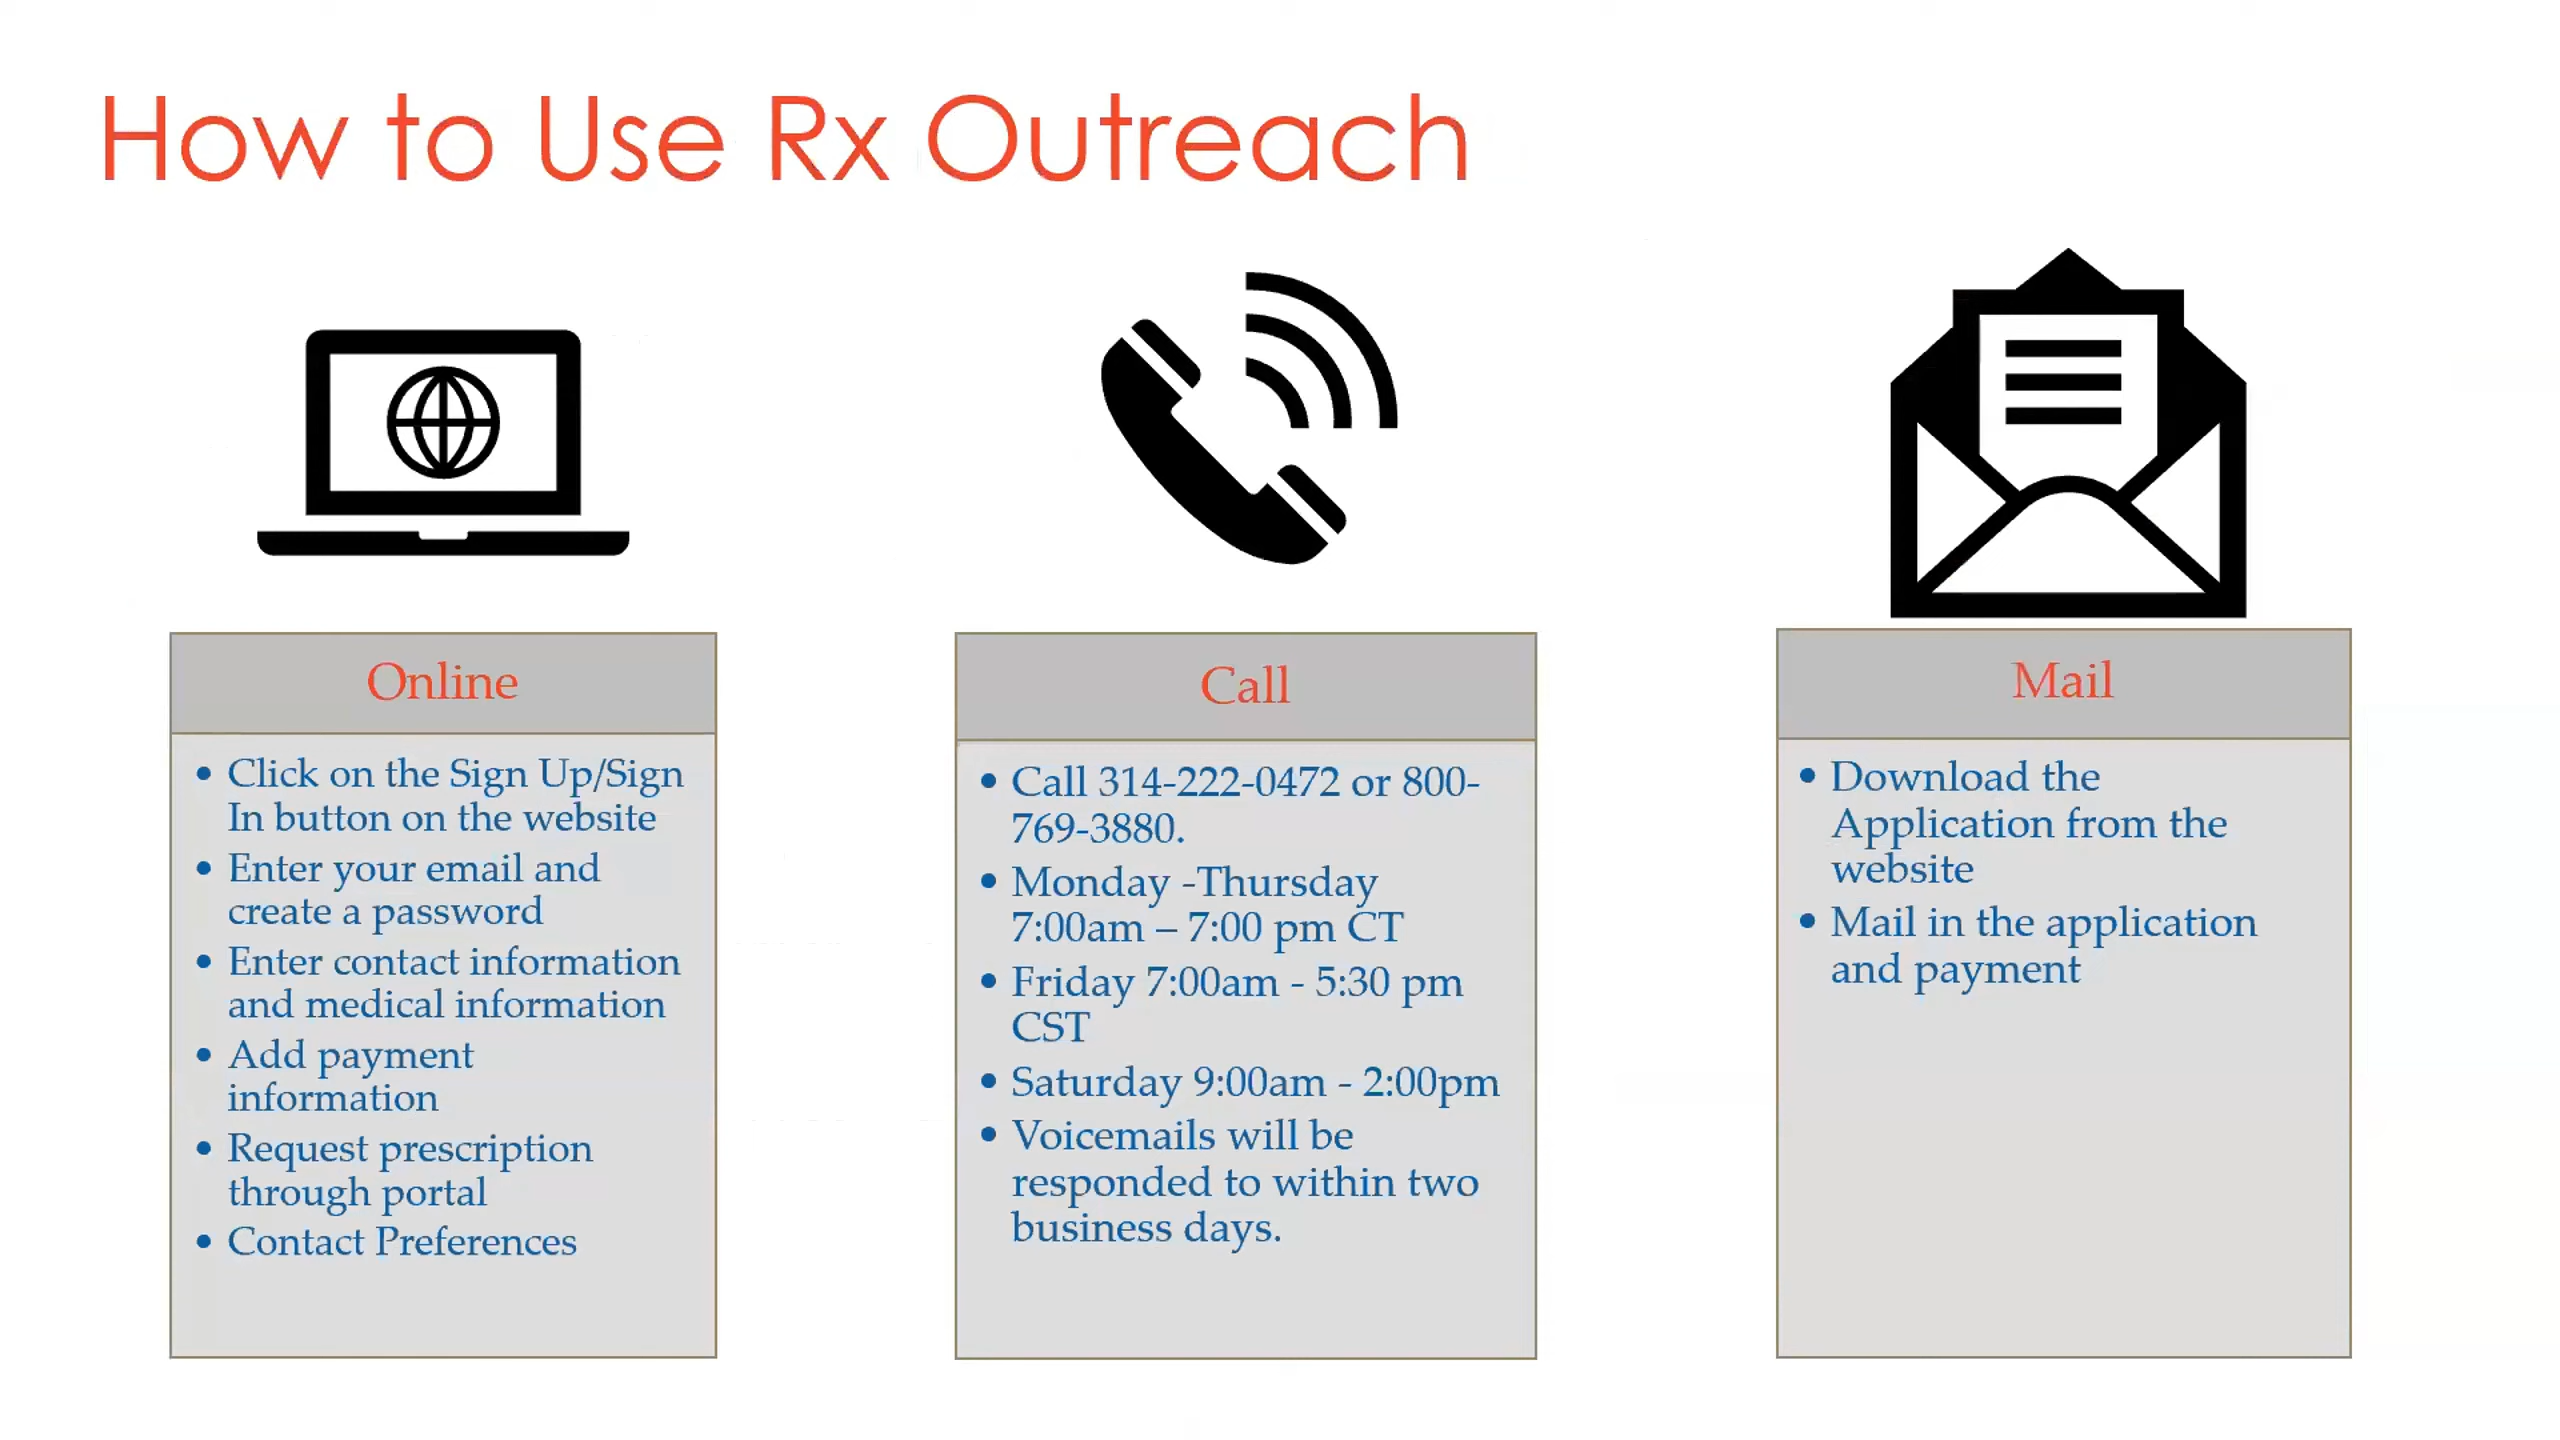 How to Use Rx Outreach
Online
• Click on the Sign Up/Sign
In button on the website
• Enter your email and
create a password
• Enter contact information
and medical information
• Add payment
information
• Request prescription
through portal
• Contact Preferences
Call
• Call 314-222-0472 or 800-
769-3880.
• Monday -Thursday
7:00am – 7:00 pm CT
• Friday 7:00am - 5:30 pm
CST
• Saturday 9:00am - 2:00pm
• Voicemails will be
responded to within two
business days.
Mail
• Download the
Application from the
website
• Mail in the application
and payment